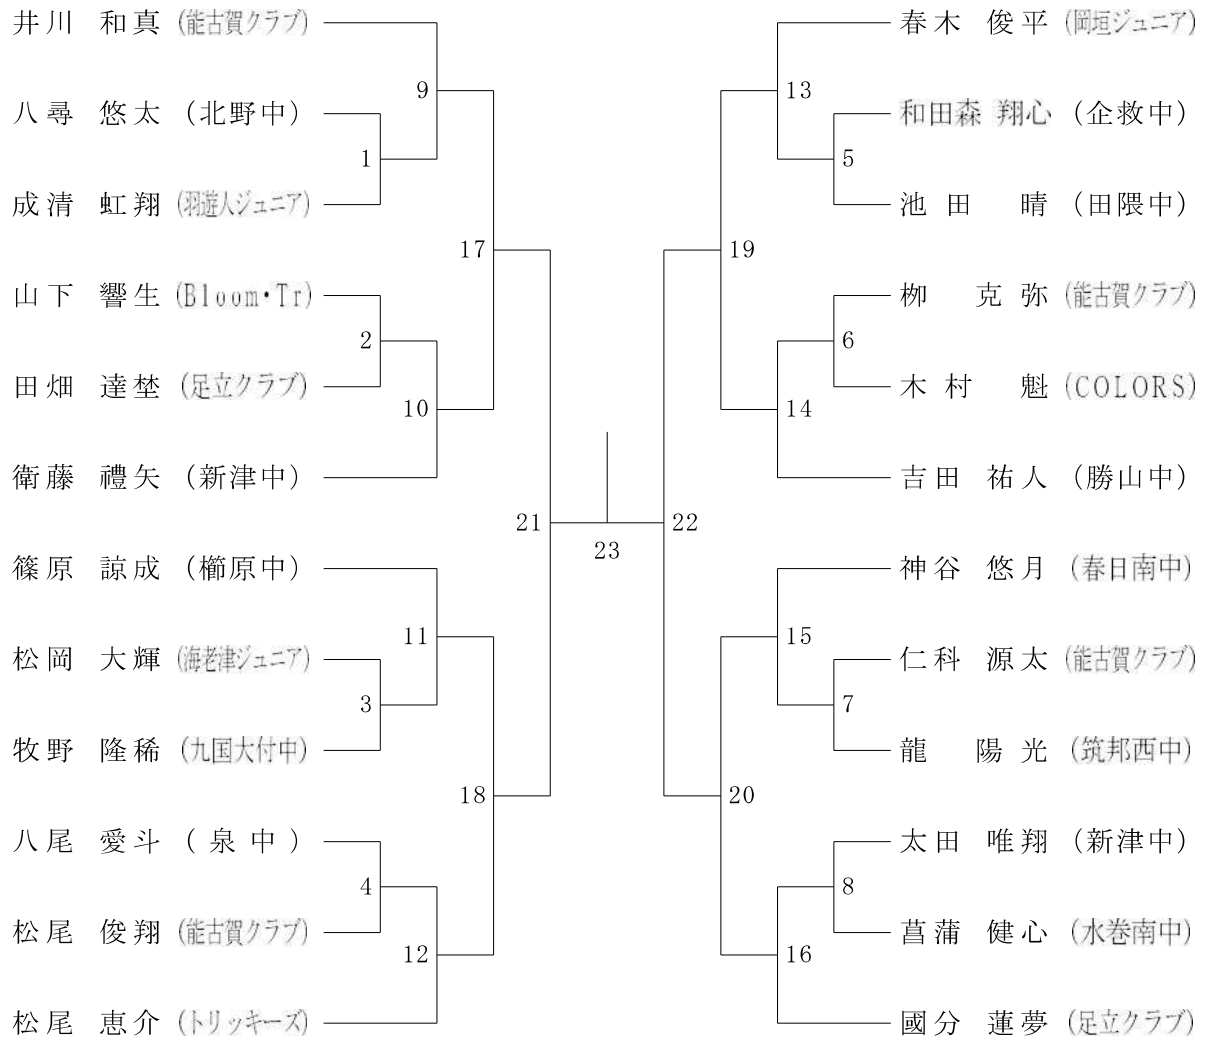 井川 和真 (能古賀クラブ)
八尋 悠太 (北野中)
成清 虹翔 (羽遊人ジュニア)
山下 響生 (Bloom・Tr)
田畑 達埜 (足立クラブ)
衛藤 禮矢 (新津中)
篠原 諒成 (櫛原中)
松岡 大輝 (海老津ジュニア)
牧野 隆稀 (九国大付中)
八尾 愛斗 (泉中)
松尾 俊翔 (能古賀クラブ)
松尾 恵介 (トリッキーズ)
1
2
3
4
9
10
11
12
17
18
21
23
22
19
20
13
14
15
16
5
6
7
8
春木 俊平 (岡垣ジュニア)
和田森 翔心 (企救中)
池田 晴 (田隈中)
栁 克弥 (能古賀クラブ)
木村 魁 (COLORS)
吉田 祐人 (勝山中)
神谷 悠月 (春日南中)
仁科 源太 (能古賀クラブ)
龍 陽光 (筑邦西中)
太田 唯翔 (新津中)
菖蒲 健心 (水巻南中)
國分 蓮夢 (足立クラブ)